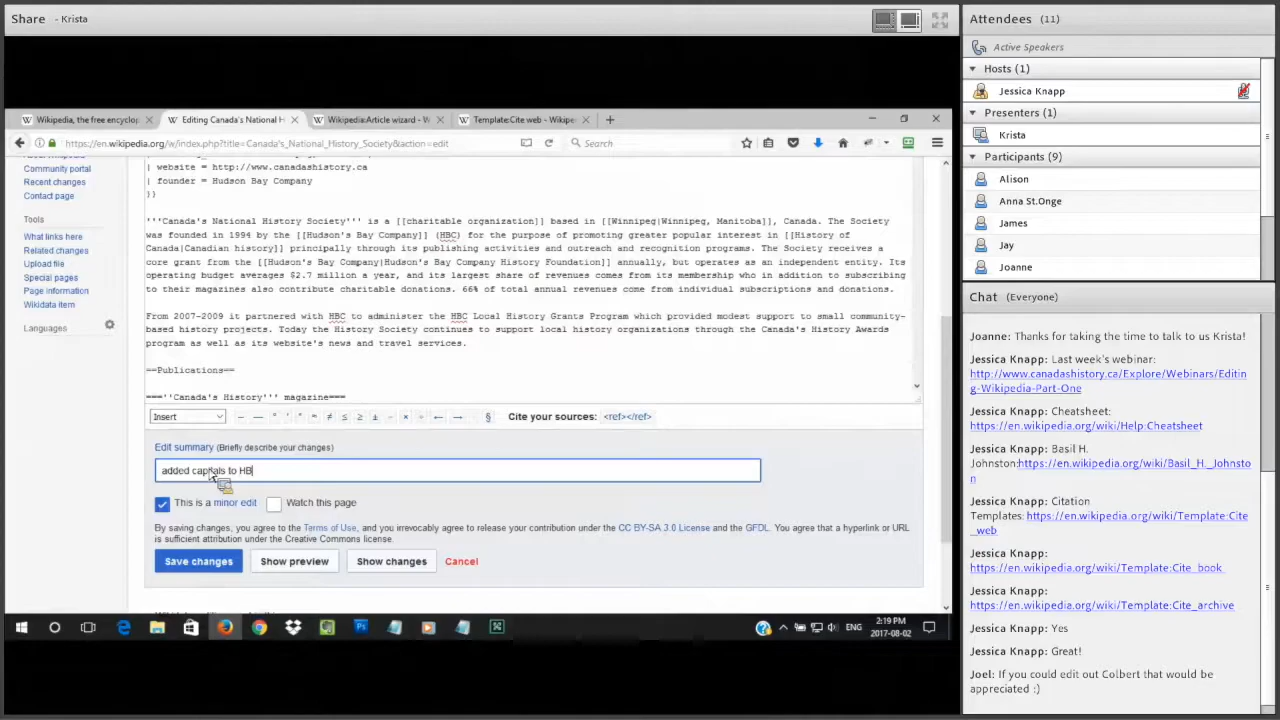 Share - Krista
Wikipedia, the free encyclop
Editing Canada's National H
Wikipedia:Article wizard - W
Template:Cite web - Wikipe
https://en.wikipedia.org/w/index.php?title=Canada's_National_History_Society&action=edit
Search
Community portal
Recent changes
Contact page
Tools
What links here
Related changes
Upload file
Special pages
Page information
Wikidata item
Languages
| website = http://www.canadashistory.ca
| founder = Hudson Bay Company
}}
'''Canada's National History Society''' is a [[charitable organization]] based in [[Winnipeg|Winnipeg, Manitoba]], Canada. The Society
was founded in 1994 by the [[Hudson's Bay Company]] (HBC) for the purpose of promoting greater popular interest in [[History of
Canada|Canadian history]] principally through its publishing activities and outreach and recognition programs. The Society receives a
core grant from the [[Hudson's Bay Company|Hudson's Bay Company History Foundation]] annually, but operates as an independent entity. Its
operating budget averages $2.7 million a year, and its largest share of revenues comes from its membership who in addition to subscribing
to their magazines also contribute charitable donations. 66% of total annual revenues come from individual subscriptions and donations.
From 2007-2009 it partnered with HBC to administer the HBC Local History Grants Program which provided modest support to small community-
based history projects. Today the History Society continues to support local history organizations through the Canada's History Awards
program as well as its website's news and travel services.
==Publications==
===''Canada's History''' magazine===
Insert
Cite your sources: <ref></ref>
Edit summary (Briefly describe your changes)
added capitals to HB
This is a minor edit Watch this page
By saving changes, you agree to the Terms of Use, and you irrevocably agree to release your contribution under the CC BY-SA 3.0 License and the GFDL. You agree that a hyperlink or URL
is sufficient attribution under the Creative Commons license.
Save changes Show preview Show changes Cancel
ENG
2:19 PM
2017-08-02
Attendees (11)
Active Speakers
Hosts (1)
Jessica Knapp
Presenters (1)
Krista
Participants (9)
Alison
Anna St.Onge
James
Jay
Joanne
Chat (Everyone)
Joanne: Thanks for taking the time to talk to us Krista!
Jessica Knapp: Last week's webinar:
http://www.canadashistory.ca/Explore/Webinars/Editin
g-Wikipedia-Part-One
Jessica Knapp: Cheatsheet:
https://en.wikipedia.org/wiki/Help:Cheatsheet
Jessica Knapp: Basil H.
Johnston:https://en.wikipedia.org/wiki/Basil_H._Johnsto
n
Jessica Knapp: Citation
Templates: https://en.wikipedia.org/wiki/Template:Cite
_web
Jessica Knapp:
https://en.wikipedia.org/wiki/Template:Cite_book
Jessica Knapp:
https://en.wikipedia.org/wiki/Template:Cite_archive
Jessica Knapp: Yes
Jessica Knapp: Great!
Joel: If you could edit out Colbert that would be
appreciated :)